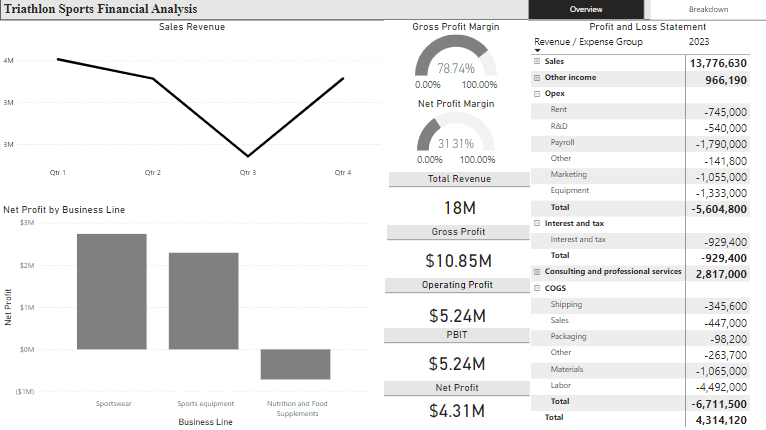 Triathlon Sports Financial Analysis
Overview
Breakdown
Sales Revenue
4M
3M
3M
Qtr 1 Qtr 2 Qtr 3 Qtr 4
Net Profit by Business Line
Net Profit
$3M
$2M
$1M
$0M
($1M)
Sportswear Sports equipment Nutrition and Food Supplements
Business Line
Gross Profit Margin
78.74%
0.00% 100.00%
Net Profit Margin
31.31%
0.00% 100.00%
Total Revenue
18M
Gross Profit
$10.85M
Operating Profit
$5.24M
PBIT
$5.24M
Net Profit
$4.31M
Profit and Loss Statement
Revenue / Expense Group 2023
Sales 13,776,630
Other income 966,190
Opex
Rent -745,000
R&D -540,000
Payroll -1,790,000
Other -141,800
Marketing -1,055,000
Equipment -1,333,000
Total -5,604,800
Interest and tax
Interest and tax -929,400
Total -929,400
Consulting and professional services 2,817,000
COGS
Shipping -345,600
Sales -447,000
Packaging -98,200
Other -263,700
Materials -1,065,000
Labor -4,492,000
Total -6,711,500
Total 4,314,120